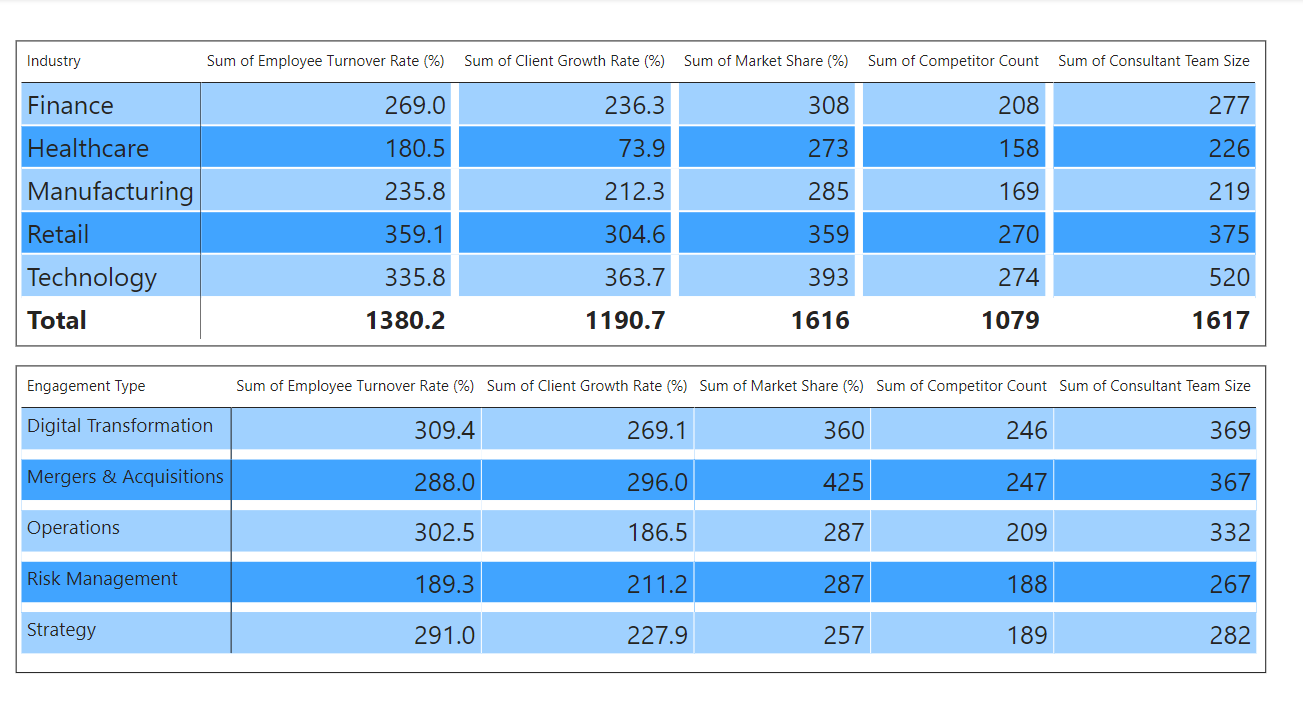 Industry Sum of Employee Turnover Rate (%) Sum of Client Growth Rate (%) Sum of Market Share (%) Sum of Competitor Count Sum of Consultant Team Size
Finance 269.0 236.3 308 208 277
Healthcare 180.5 73.9 273 158 226
Manufacturing 235.8 212.3 285 169 219
Retail 359.1 304.6 359 270 375
Technology 335.8 363.7 393 274 520
Total 1380.2 1190.7 1616 1079 1617
Engagement Type Sum of Employee Turnover Rate (%) Sum of Client Growth Rate (%) Sum of Market Share (%) Sum of Competitor Count Sum of Consultant Team Size
Digital Transformation 309.4 269.1 360 246 369
Mergers & Acquisitions 288.0 296.0 425 247 367
Operations 302.5 186.5 287 209 332
Risk Management 189.3 211.2 287 188 267
Strategy 291.0 227.9 257 189 282